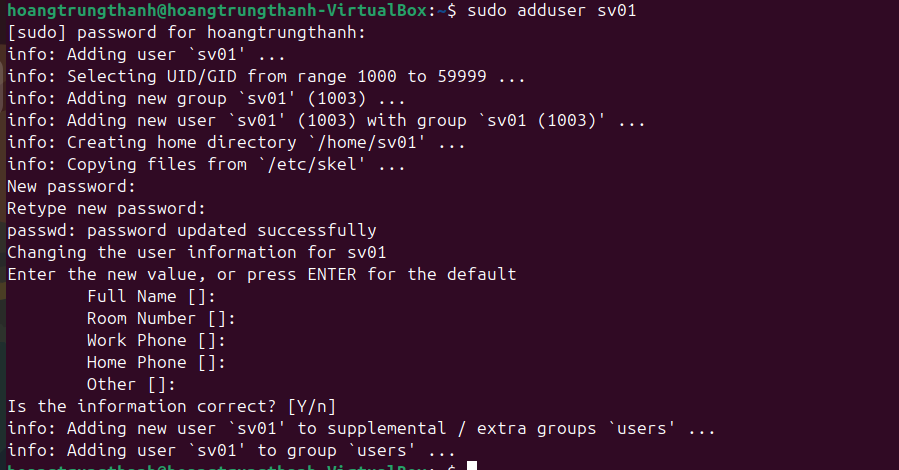 hoangtrungthanh@hoangtrungthanh-VirtualBox:~$ sudo adduser sv01
[sudo] password for hoangtrungthanh:
info: Adding user `sv01' ...
info: Selecting UID/GID from range 1000 to 59999 ...
info: Adding new group `sv01' (1003) ...
info: Adding new user `sv01' (1003) with group `sv01 (1003)' ...
info: Creating home directory `/home/sv01' ...
info: Copying files from `/etc/skel' ...
New password:
Retype new password:
passwd: password updated successfully
Changing the user information for sv01
Enter the new value, or press ENTER for the default
        Full Name []:
        Room Number []:
        Work Phone []:
        Home Phone []:
        Other []:
Is the information correct? [Y/n]
info: Adding new user `sv01' to supplemental / extra groups `users' ...
info: Adding user `sv01' to group `users' ...
hoangtrungthanh@hoangtrungthanh-VirtualBox:~$